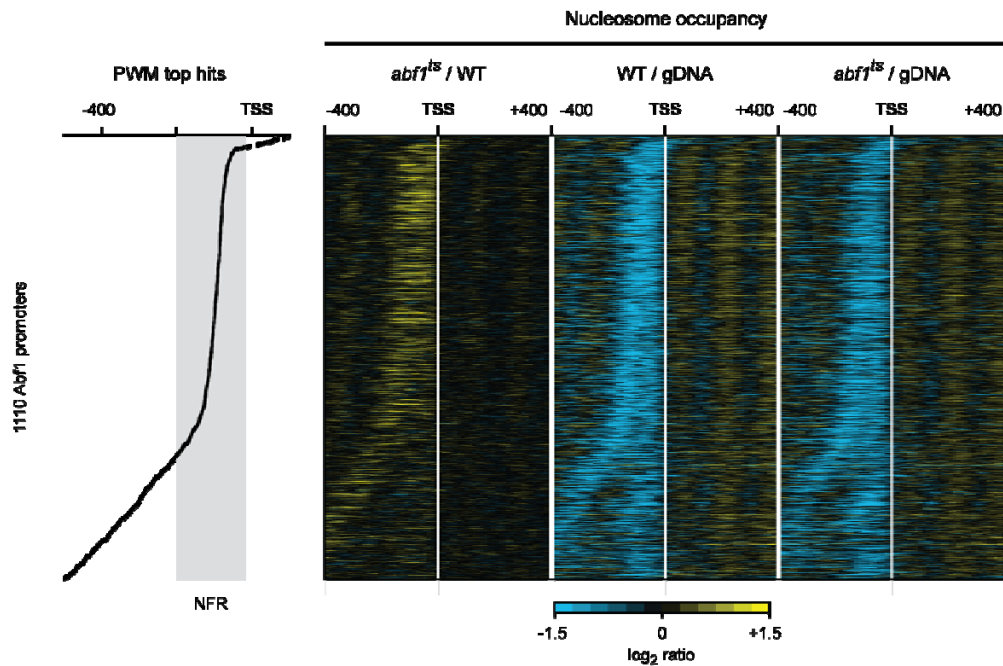 Nucleosome occupancy
PWM top hits
abf1ts / WT
WT / gDNA
abf1ts / gDNA
-400 TSS
-400 TSS +400
-400 TSS +400
-400 TSS +400
1110 Abf1 promoters
NFR
-1.5 0 +1.5
log2 ratio